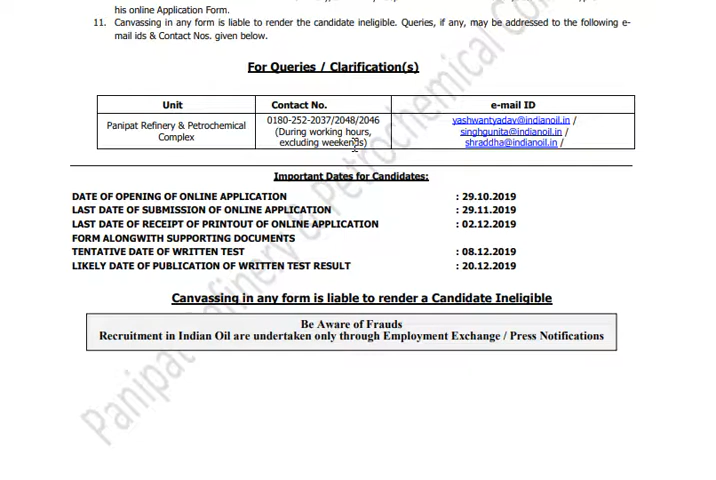 his online Application Form.
11. Canvassing in any form is liable to render the candidate ineligible. Queries, if any, may be addressed to the following e-
mail ids & Contact Nos. given below.
For Queries / Clarification(s)
Unit Contact No. e-mail ID
Panipat Refinery & Petrochemical Complex
0180-252-2037/2048/2046
(During working hours,
excluding weekends)
yashwantyadav@indianoil.in /
singhgunita@indianoil.in /
shraddha@indianoil.in /
Important Dates for Candidates:
DATE OF OPENING OF ONLINE APPLICATION : 29.10.2019
LAST DATE OF SUBMISSION OF ONLINE APPLICATION : 29.11.2019
LAST DATE OF RECEIPT OF PRINTOUT OF ONLINE APPLICATION : 02.12.2019
FORM ALONGWITH SUPPORTING DOCUMENTS
TENTATIVE DATE OF WRITTEN TEST : 08.12.2019
LIKELY DATE OF PUBLICATION OF WRITTEN TEST RESULT : 20.12.2019
Canvassing in any form is liable to render a Candidate Ineligible
Be Aware of Frauds
Recruitment in Indian Oil are undertaken only through Employment Exchange / Press Notifications
Panipat Refinery & Petrochemical